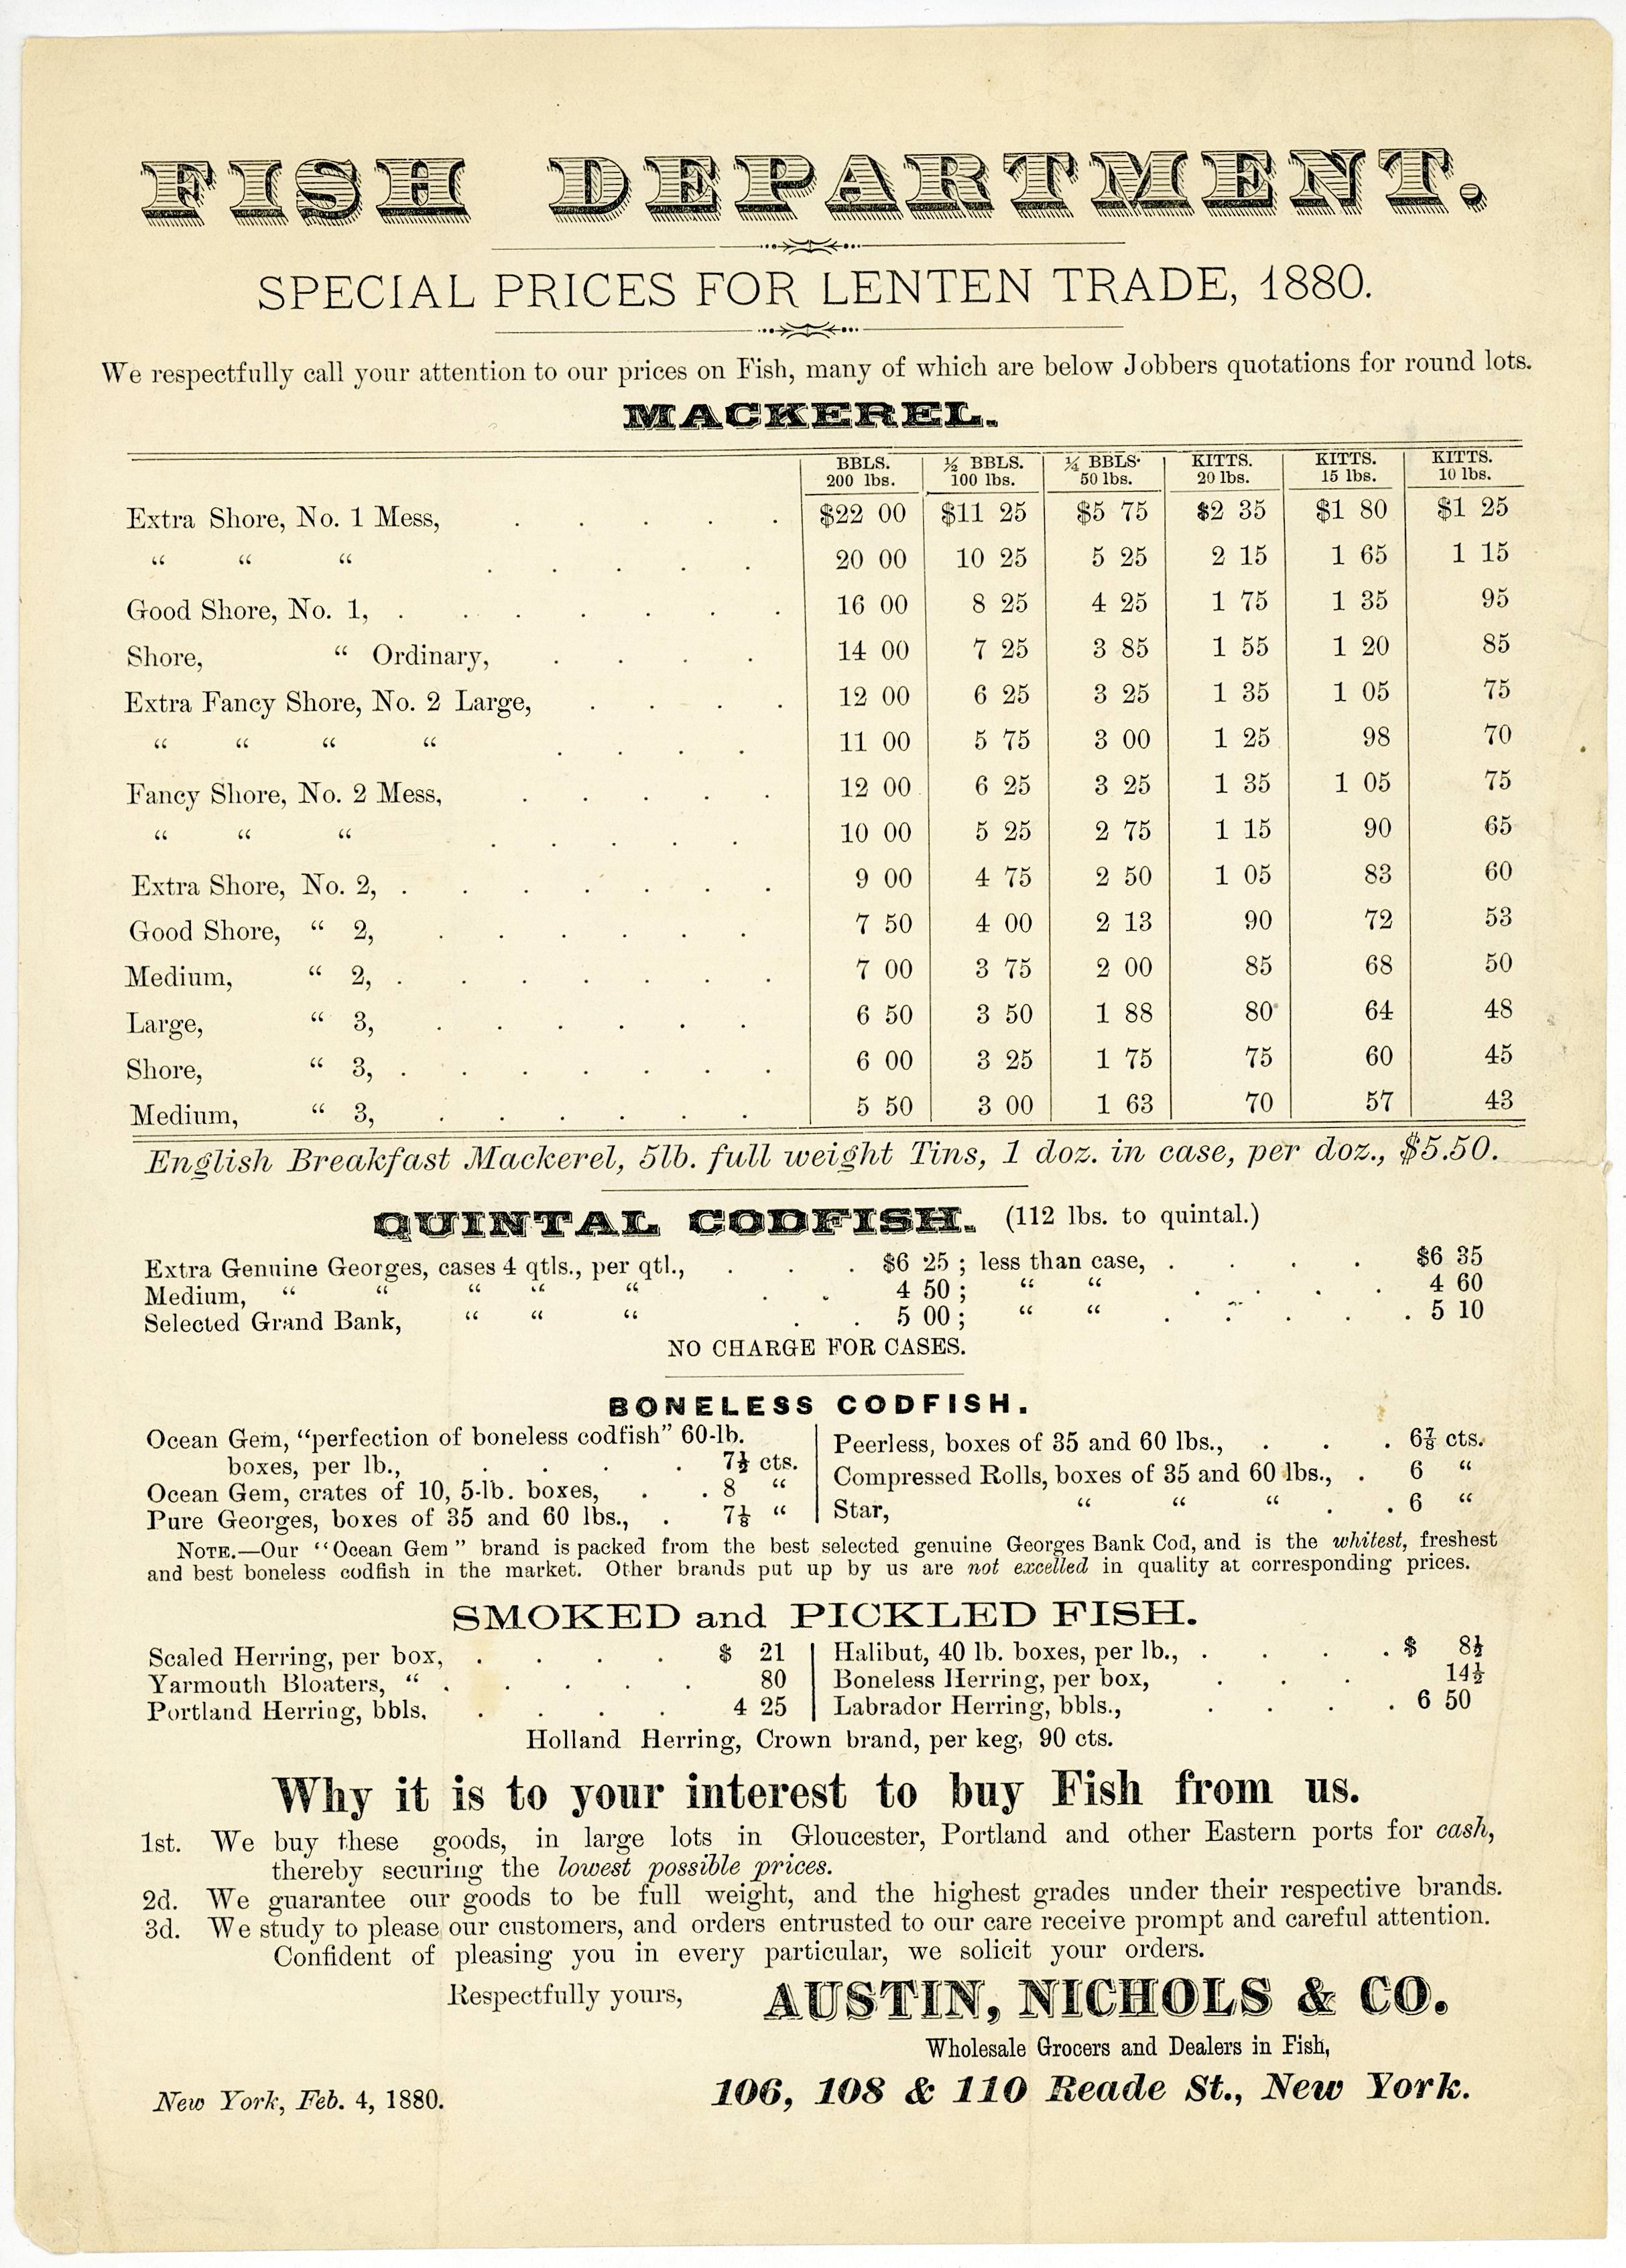 FISH DEPARTMENT.
SPECIAL PRICES FOR LENTEN TRADE, 1880.
We respectfully call your attention to our prices on Fish, many of which are below Jobbers quotations for round lots.
MACKEREL.
BBLS. 200 lbs. ½ BBLS. 100 lbs. ¼ BBLS. 50 lbs. KITTS. 20 lbs. KITTS. 15 lbs. KITTS. 10 lbs.
Extra Shore, No. 1 Mess, . . . . . $22 00 $11 25 $5 75 $2 35 $1 80 $1 25
“ “ “ . . . . . 20 00 10 25 5 25 2 15 1 65 1 15
Good Shore, No. 1, . . . . . . . 16 00 8 25 4 25 1 75 1 35 95
Shore, “ Ordinary, . . . . 14 00 7 25 3 85 1 55 1 20 85
Extra Fancy Shore, No. 2 Large, . . . . 12 00 6 25 3 25 1 35 1 05 75
“ “ “ “ . . . . 11 00 5 75 3 00 1 25 98 70
Fancy Shore, No. 2 Mess, . . . . . 12 00 6 25 3 25 1 35 1 05 75
“ “ “ . . . . . 10 00 5 25 2 75 1 15 90 65
Extra Shore, No. 2, . . . . . . . 9 00 4 75 2 50 1 05 83 60
Good Shore, “ 2, . . . . . . 7 50 4 00 2 13 90 72 53
Medium, “ 2, . . . . . . . 7 00 3 75 2 00 85 68 50
Large, “ 3, . . . . . . 6 50 3 50 1 88 80 64 48
Shore, “ 3, . . . . . . . 6 00 3 25 1 75 75 60 45
Medium, “ 3, . . . . . . 5 50 3 00 1 63 70 57 43
English Breakfast Mackerel, 5lb. full weight Tins, 1 doz. in case, per doz., $5.50.
QUINTAL CODFISH. (112 lbs. to quintal.)
Extra Genuine Georges, cases 4 qtls., per qtl., . . . $6 25 ; less than case, . . . . $6 35
Medium, “ “ “ “ “ . . 4 50 ; “ “ . . . . 4 60
Selected Grand Bank, “ “ “ . . 5 00 ; “ “ . . . . . 5 10
NO CHARGE FOR CASES.
BONELESS CODFISH.
Ocean Gem, “perfection of boneless codfish” 60-lb.
boxes, per lb., . . . . 7½ cts.
Ocean Gem, crates of 10, 5-lb. boxes, . . 8 “
Pure Georges, boxes of 35 and 60 lbs., . 7⅛ “
Peerless, boxes of 35 and 60 lbs., . . . 6⅞ cts.
Compressed Rolls, boxes of 35 and 60 lbs., . 6 “
Star, “ “ “ . . 6 “
NOTE.—Our “Ocean Gem” brand is packed from the best selected genuine Georges Bank Cod, and is the whitest, freshest
and best boneless codfish in the market. Other brands put up by us are not excelled in quality at corresponding prices.
SMOKED and PICKLED FISH.
Scaled Herring, per box, . . . . $ 21
Yarmouth Bloaters, “ . . . . . 80
Portland Herring, bbls. . . . . 4 25
Halibut, 40 lb. boxes, per lb., . . . . $ 8½
Boneless Herring, per box, . . . 14½
Labrador Herring, bbls., . . . . 6 50
Holland Herring, Crown brand, per keg, 90 cts.
Why it is to your interest to buy Fish from us.
1st. We buy these goods, in large lots in Gloucester, Portland and other Eastern ports for cash,
thereby securing the lowest possible prices.
2d. We guarantee our goods to be full weight, and the highest grades under their respective brands.
3d. We study to please our customers, and orders entrusted to our care receive prompt and careful attention.
Confident of pleasing you in every particular, we solicit your orders.
Respectfully yours,
AUSTIN, NICHOLS & CO.
Wholesale Grocers and Dealers in Fish,
New York, Feb. 4, 1880.
106, 108 & 110 Reade St., New York.